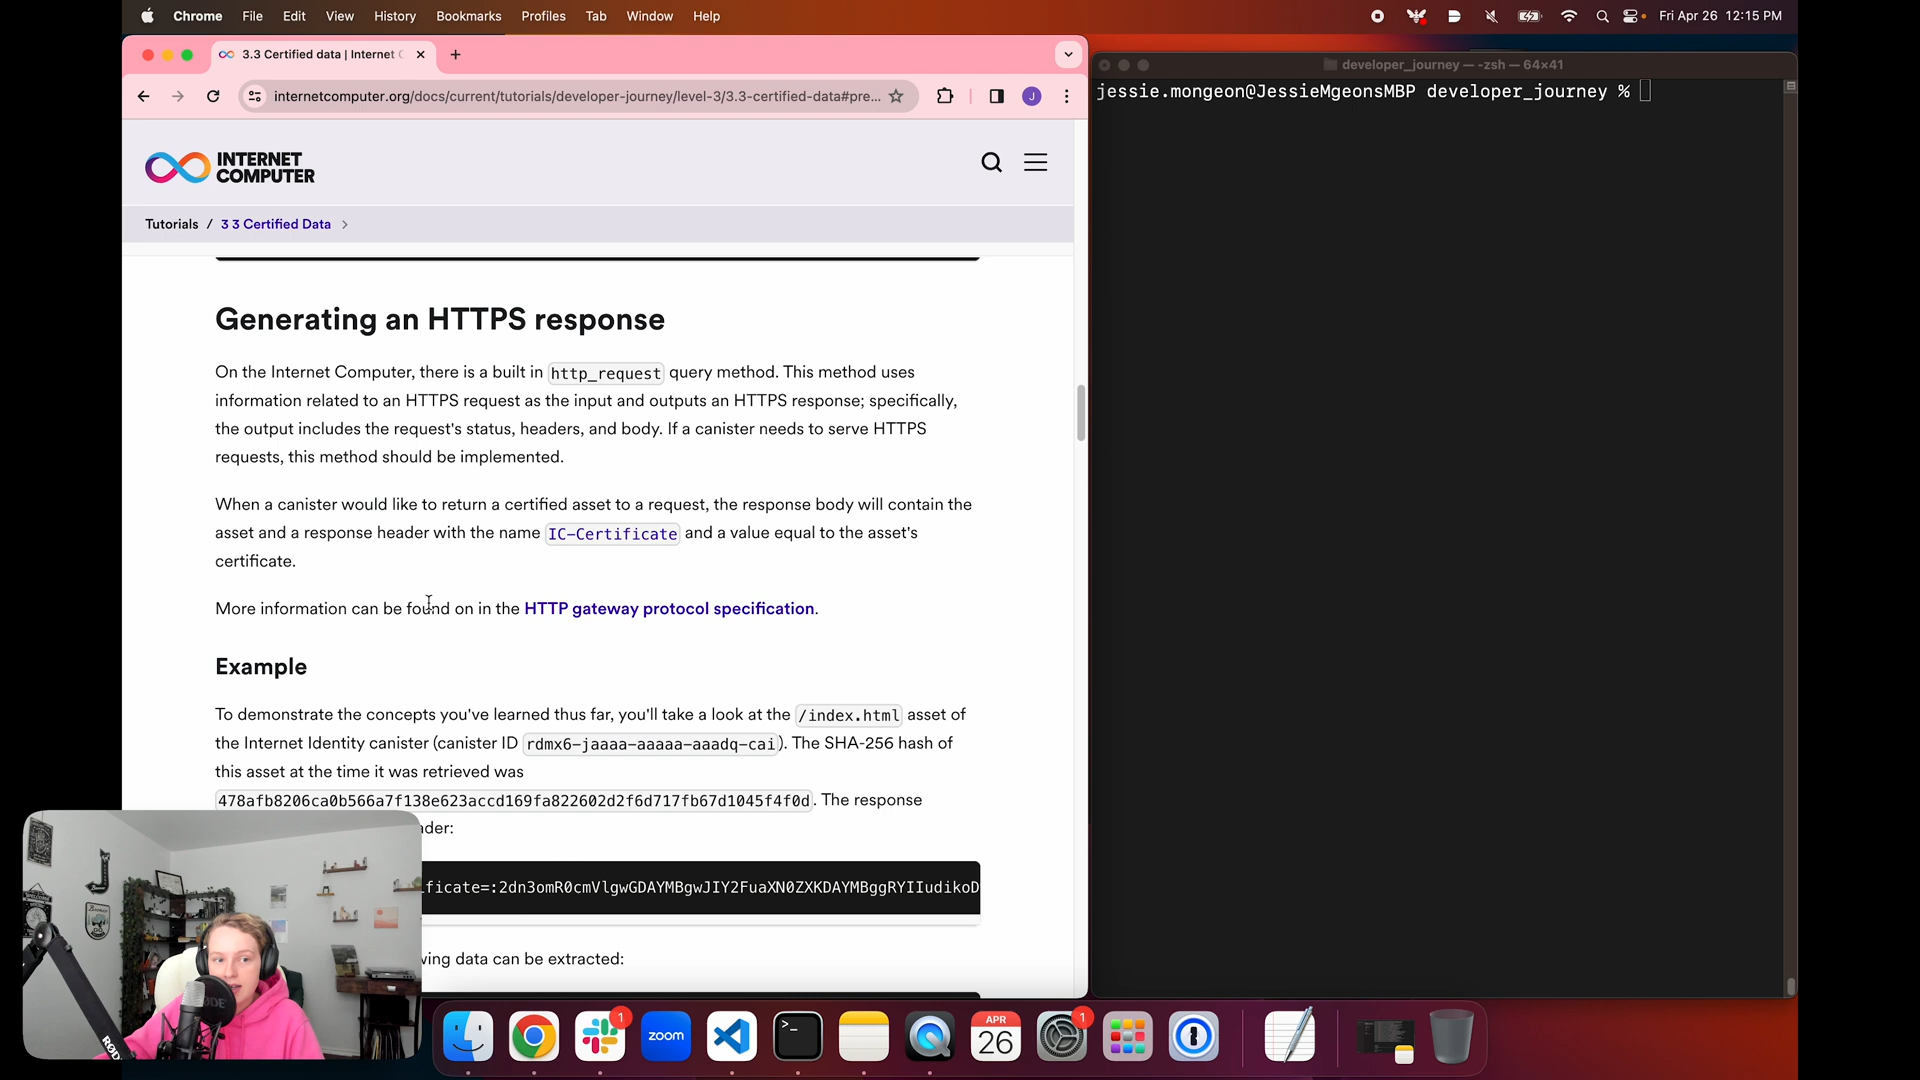 Chrome File Edit View History Bookmarks Profiles Tab Window Help
Fri Apr 26 12:15 PM
3.3 Certified data | Internet C
developer_journey — -zsh — 64×41
internetcomputer.org/docs/current/tutorials/developer-journey/level-3/3.3-certified-data#pre...
J
jessie.mongeon@JessieMgeonsMBP developer_journey %
INTERNET
COMPUTER
Tutorials / 3 3 Certified Data
Generating an HTTPS response
On the Internet Computer, there is a built in http_request query method. This method uses
information related to an HTTPS request as the input and outputs an HTTPS response; specifically,
the output includes the request's status, headers, and body. If a canister needs to serve HTTPS
requests, this method should be implemented.
When a canister would like to return a certified asset to a request, the response body will contain the
asset and a response header with the name IC-Certificate and a value equal to the asset's
certificate.
More information can be found on in the HTTP gateway protocol specification.
Example
To demonstrate the concepts you've learned thus far, you'll take a look at the /index.html asset of
the Internet Identity canister (canister ID rdmx6-jaaaa-aaaaa-aaadq-cai). The SHA-256 hash of
this asset at the time it was retrieved was
478afb8206ca0b566a7f138e623accd169fa822602d2f6d717fb67d1045f4f0d. The response
ader:
ificate=:2dn3omR0cmVlgwGDAYMBgwJIY2FuaXN0ZXKDAYMBggRYIIudikoD
ving data can be extracted:
RØDE
1
zoom
>_
APR
26
1